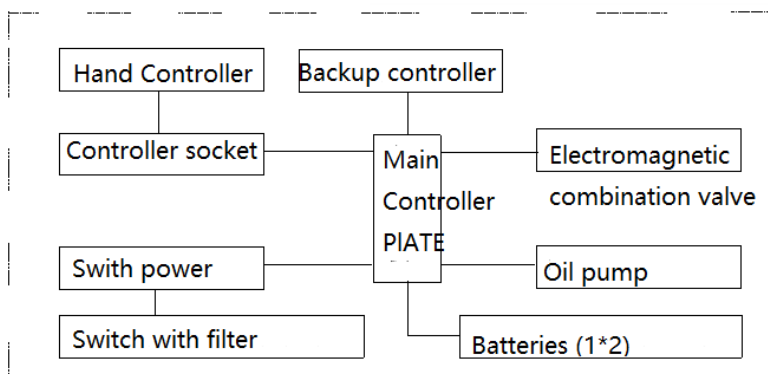 Hand Controller
Backup controller
Controller socket
Main
Controller
PlATE
Electromagnetic
combination valve
Swith power
Oil pump
Switch with filter
Batteries (1*2)